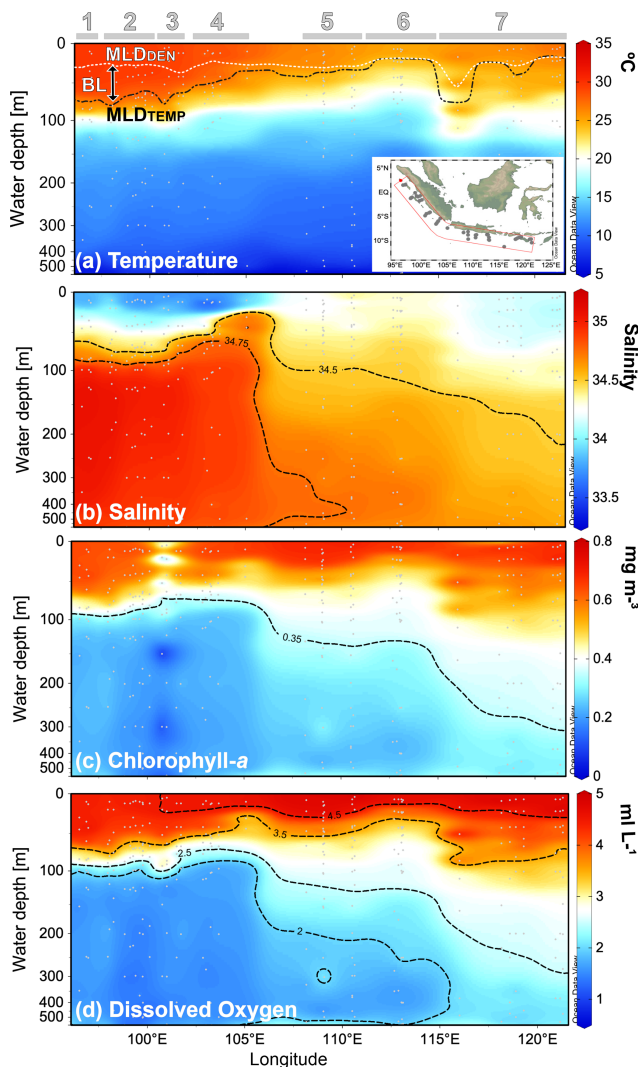 1 2 3 4 5 6 7
0
100
200
300
400
500
Water depth [m]
MLDDEN
BL
MLDTEMP
(a) Temperature
5°N
EQ
5°S
10°S
95°E 100°E 105°E 110°E 115°E 120°E 125°E
Ocean Data View
35
30
25
20
15
10
5
ºC
0
100
200
300
400
500
Water depth [m]
34.75
34.5
(b) Salinity
Ocean Data View
35
34.5
34
33.5
Salinity
0
100
200
300
400
500
Water depth [m]
0.35
(c) Chlorophyll-a
Ocean Data View
0.8
0.6
0.4
0.2
0
mg m-3
0
100
200
300
400
500
Water depth [m]
4.5
3.5
2.5
2
(d) Dissolved Oxygen
Ocean Data View
5
4
3
2
1
ml L-1
100°E 105°E 110°E 115°E 120°E
Longitude